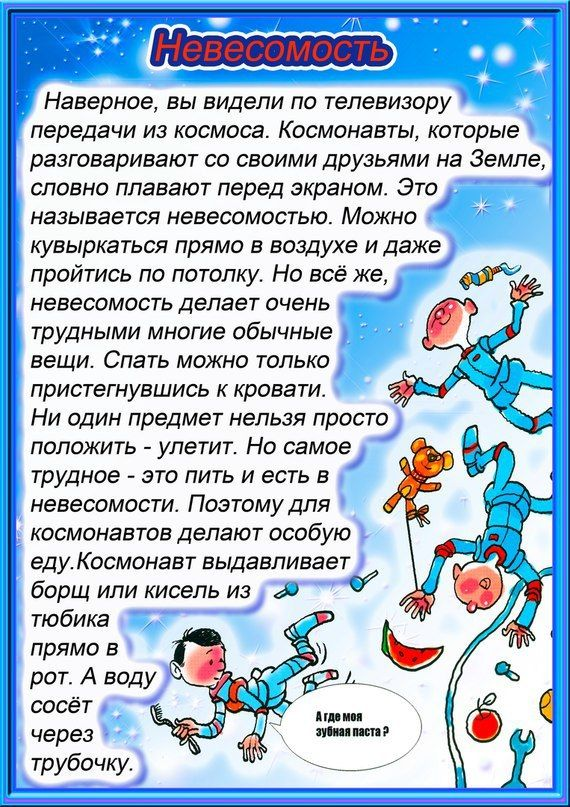 Невесомость
Наверное, вы видели по телевизору
передачи из космоса. Космонавты, которые
разговаривают со своими друзьями на Земле,
словно плавают перед экраном. Это
называется невесомостью. Можно
кувыркаться прямо в воздухе и даже
пройтись по потолку. Но всё же,
невесомость делает очень
трудными многие обычные
вещи. Спать можно только
пристегнувшись к кровати.
Ни один предмет нельзя просто
положить - улетит. Но самое
трудное - это пить и есть в
невесомости. Поэтому для
космонавтов делают особую
еду.Космонавт выдавливает
борщ или кисель из
тюбика
прямо в
рот. А воду
сосёт
через
трубочку.
А где моя
зубная паста ?